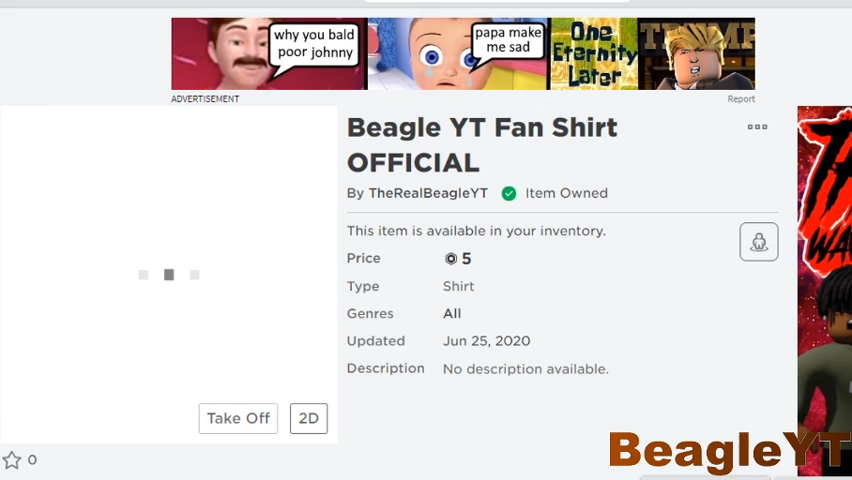 why you bald
poor johnny
papa make
me sad
One
Eternity
Later
TRUMP
ADVERTISEMENT
Report
Beagle YT Fan Shirt
OFFICIAL
By TheRealBeagleYT Item Owned
This item is available in your inventory.
Price 5
Type Shirt
Genres All
Updated Jun 25, 2020
Description No description available.
Take Off 2D
0
BeagleYT